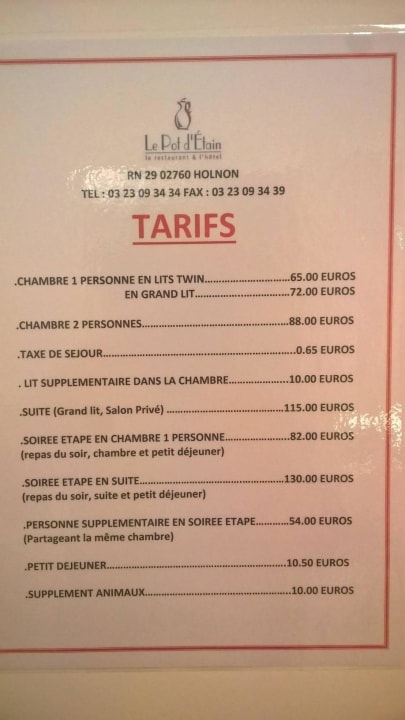 Le Pot d'Étain
le restaurant & l'hôtel
RN 29 02760 HOLNON
TEL : 03 23 09 34 34 FAX : 03 23 09 34 39
TARIFS
.CHAMBRE 1 PERSONNE EN LITS TWIN..............................65.00 EUROS
EN GRAND LIT..............................72.00 EUROS
.CHAMBRE 2 PERSONNES..............................88.00 EUROS
.TAXE DE SEJOUR..............................0.65 EUROS
. LIT SUPPLEMENTAIRE DANS LA CHAMBRE....................10.00 EUROS
.SUITE (Grand lit, Salon Privé) ..............................115.00 EUROS
.SOIREE ETAPE EN CHAMBRE 1 PERSONNE....................82.00 EUROS
(repas du soir, chambre et petit déjeuner)
.SOIREE ETAPE EN SUITE..............................130.00 EUROS
(repas du soir, suite et petit déjeuner)
.PERSONNE SUPPLEMENTAIRE EN SOIREE ETAPE............54.00 EUROS
(Partageant la même chambre)
.PETIT DEJEUNER..............................10.50 EUROS
.SUPPLEMENT ANIMAUX..............................10.00 EUROS